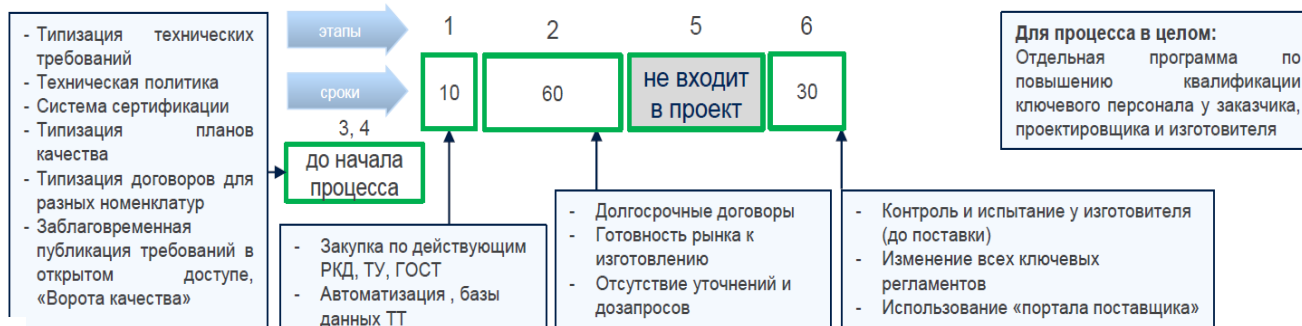 - Типизация технических
требований
- Техническая политика
- Система сертификации
- Типизация планов
качества
- Типизация договоров для
разных номенклатур
- Заблаговременная
публикация требований в
открытом доступе,
«Ворота качества»
этапы
1
2
5
6
сроки
10
60
не входит
в проект
30
3, 4
до начала
процесса
Для процесса в целом:
Отдельная программа по
повышению квалификации
ключевого персонала у заказчика,
проектировщика и изготовителя
- Закупка по действующим
РКД, ТУ, ГОСТ
- Автоматизация , базы
данных ТТ
- Долгосрочные договоры
- Готовность рынка к
изготовлению
- Отсутствие уточнений и
дозапросов
- Контроль и испытание у изготовителя
(до поставки)
- Изменение всех ключевых
регламентов
- Использование «портала поставщика»